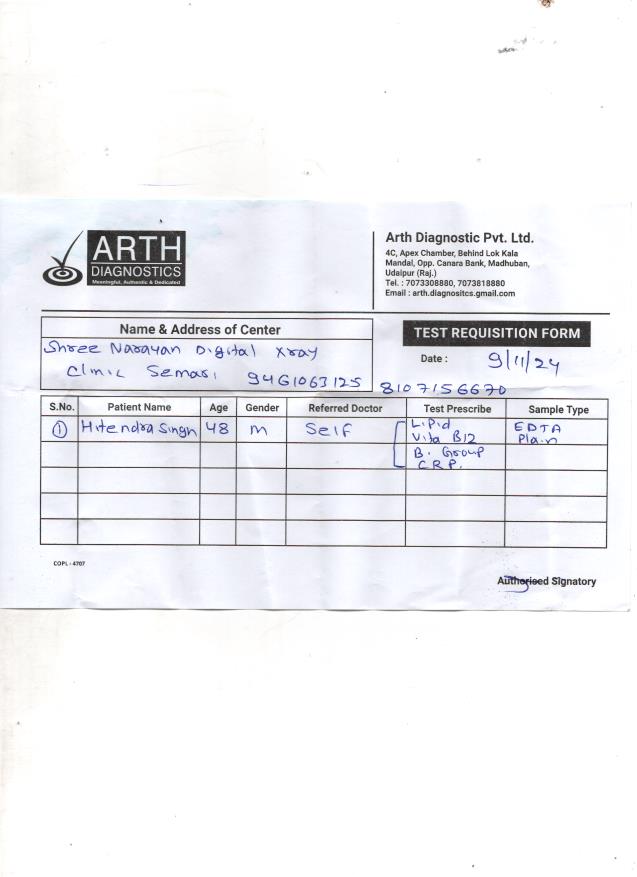 ARTH
DIAGNOSTICS
Meaningful, Authentic & Dedicated
Arth Diagnostic Pvt. Ltd.
4C, Apex Chamber, Behind Lok Kala
Mandal, Opp. Canara Bank, Madhuban,
Udaipur (Raj.)
Tel. : 7073308880, 7073818880
Email : arth.diagnositcs.gmail.com
Name & Address of Center
Shree Narayan Digital Xray
Clinic Semari 9461063125 8107156670
TEST REQUISITION FORM
Date : 9/11/24
S.No. Patient Name Age Gender Referred Doctor Test Prescribe Sample Type
1 Hitendra Singh 48 M Self Lipid EDTA
Vita B12 Plain
B. Group
CRP.
COPL - 4707
Authorised Signatory